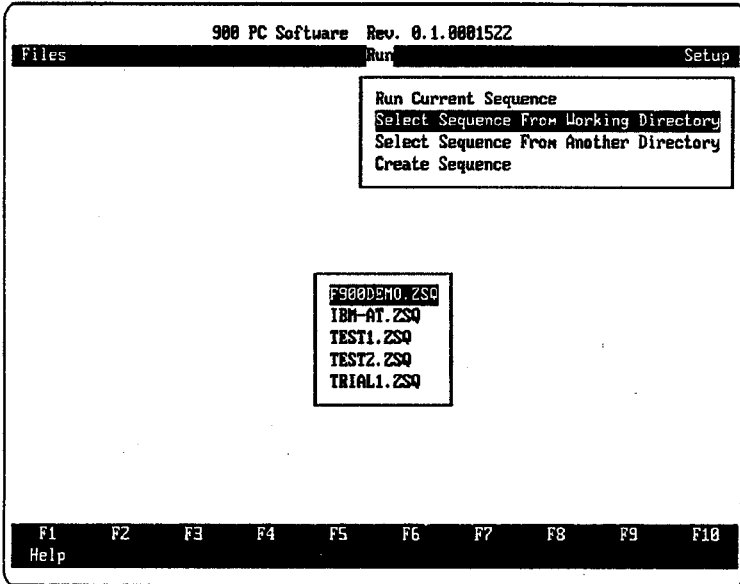 900 PC Software Rev. 0.1.0001522
Files Run Setup
Run Current Sequence
Select Sequence From Working Directory
Select Sequence From Another Directory
Create Sequence
F900DEMO.ZSQ
IBM-AT.ZSQ
TEST1.ZSQ
TEST2.ZSQ
TRIAL1.ZSQ
F1 F2 F3 F4 F5 F6 F7 F8 F9 F10
Help